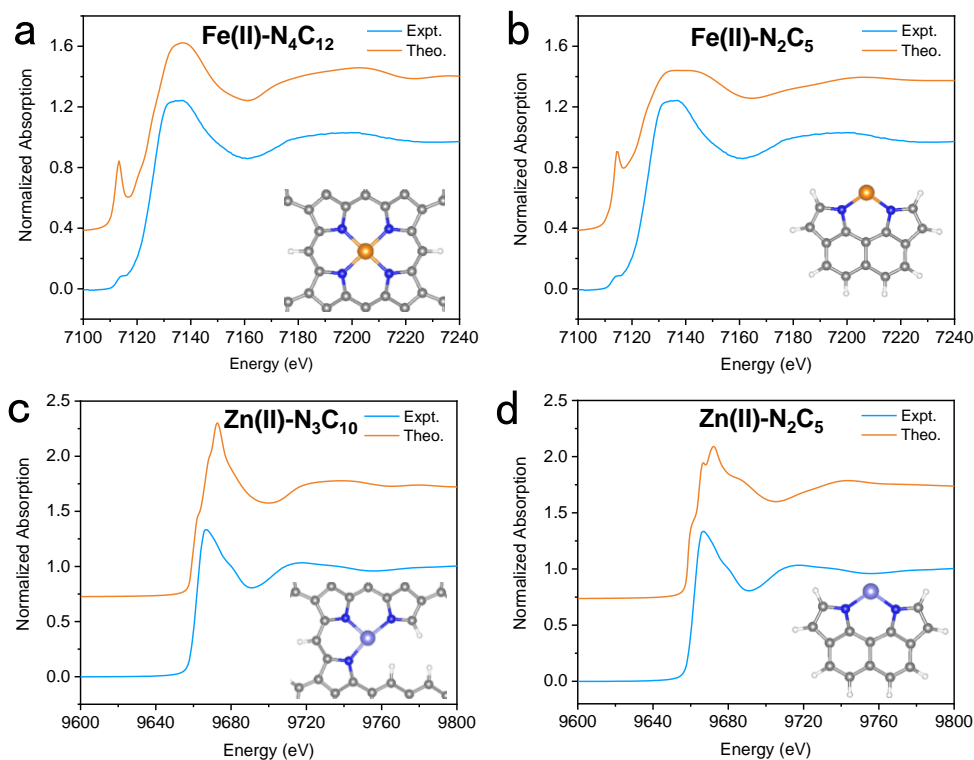 a
Fe(II)-N₄C₁₂
Expt.
Theo.
Normalized Absorption
1.6
1.2
0.8
0.4
0.0
7100 7120 7140 7160 7180 7200 7220 7240
Energy (eV)
b
Fe(II)-N₂C₅
Expt.
Theo.
Normalized Absorption
1.6
1.2
0.8
0.4
0.0
7100 7120 7140 7160 7180 7200 7220 7240
Energy (eV)
c
Zn(II)-N₃C₁₀
Expt.
Theo.
Normalized Absorption
2.5
2.0
1.5
1.0
0.5
0.0
9600 9640 9680 9720 9760 9800
Energy (eV)
d
Zn(II)-N₂C₅
Expt.
Theo.
Normalized Absorption
2.5
2.0
1.5
1.0
0.5
0.0
9600 9640 9680 9720 9760 9800
Energy (eV)